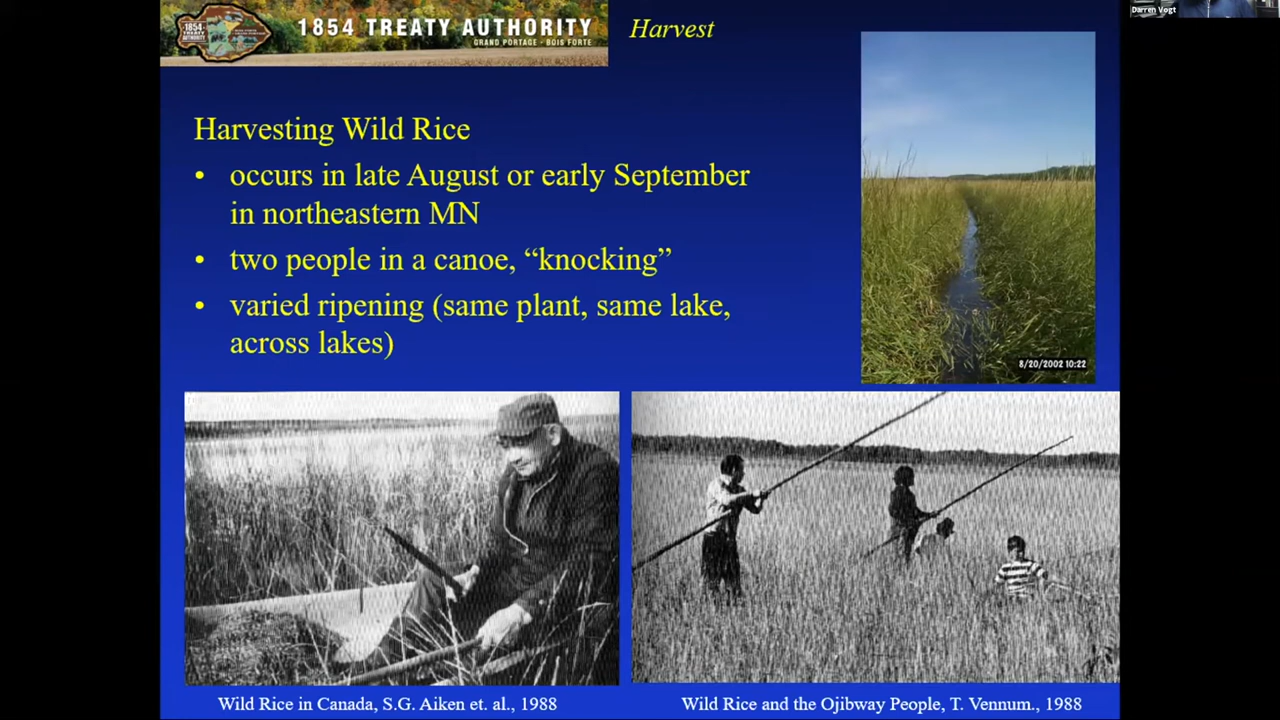 1854 TREATY AUTHORITY
GRAND PORTAGE - BOIS FORTE
1854
TREATY
AUTHORITY
Harvest
Darren Vogt
Harvesting Wild Rice
• occurs in late August or early September
in northeastern MN
• two people in a canoe, “knocking”
• varied ripening (same plant, same lake,
across lakes)
8/20/2002 10:22
Wild Rice in Canada, S.G. Aiken et. al., 1988
Wild Rice and the Ojibway People, T. Vennum., 1988